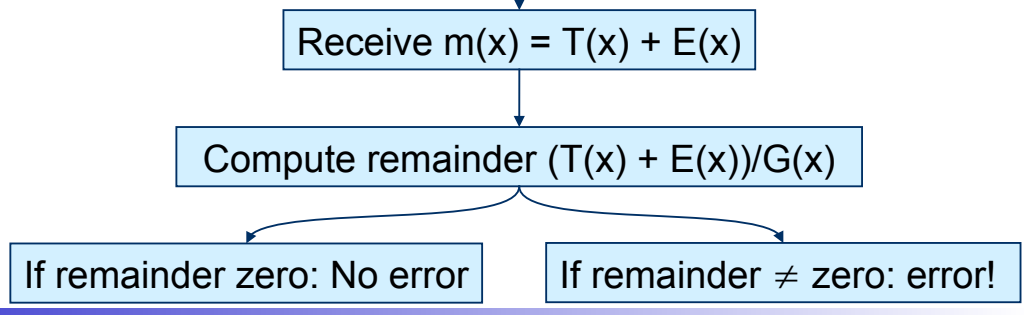 Receive m(x) = T(x) + E(x)
Compute remainder (T(x) + E(x))/G(x)
If remainder zero: No error
If remainder ≠ zero: error!